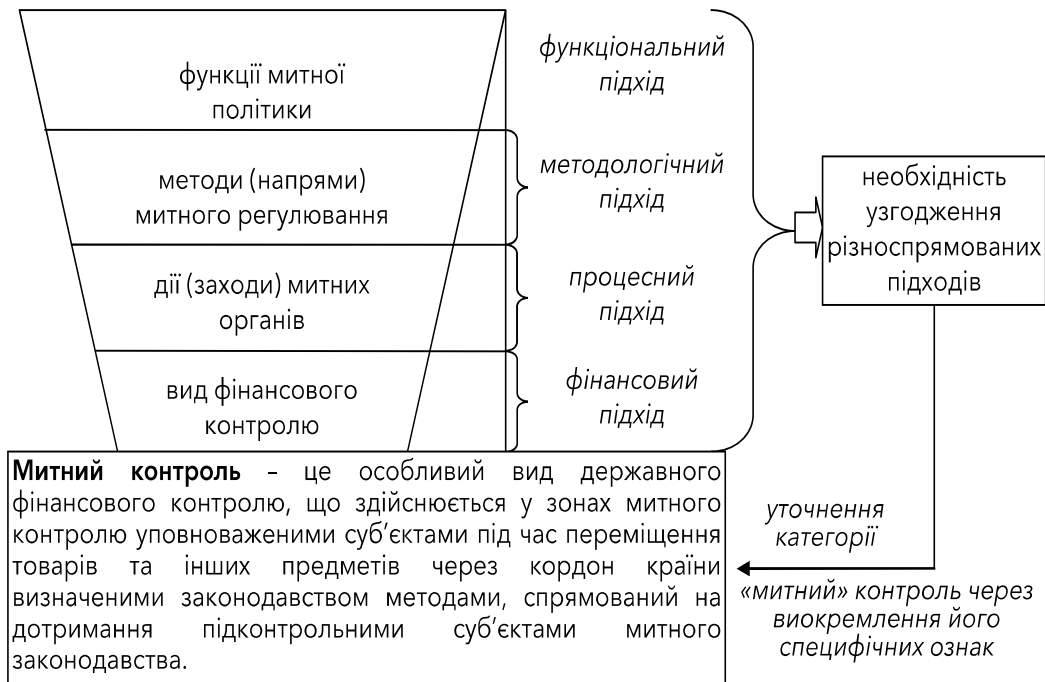 функції митної
політики
функціональний
підхід
методи (напрями)
митного регулювання
методологічний
підхід
дії (заходи) митних
органів
процесний
підхід
вид фінансового
контролю
фінансовий
підхід
необхідність
узгодження
різноспрямованих
підходів
Митний контроль – це особливий вид державного
фінансового контролю, що здійснюється у зонах митного
контролю уповноваженими суб’єктами під час переміщення
товарів та інших предметів через кордон країни
визначеними законодавством методами, спрямований на
дотримання підконтрольними суб’єктами митного
законодавства.
уточнення
категорії
«митний» контроль через
виокремлення його
специфічних ознак